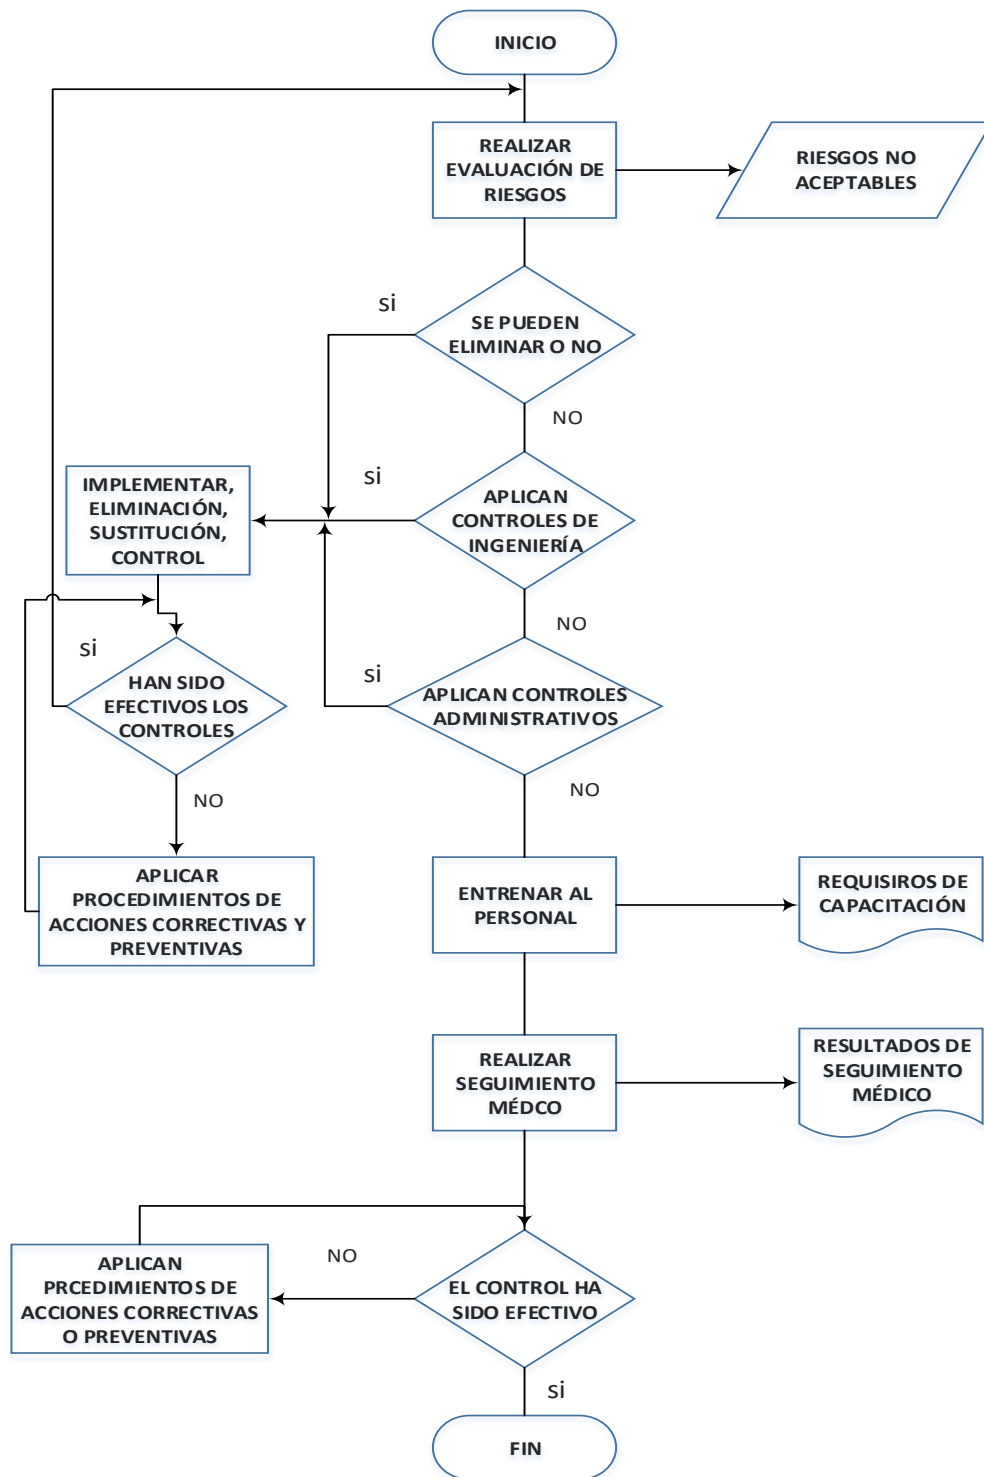 INICIO
REALIZAR
EVALUACIÓN DE
RIESGOS
RIESGOS NO
ACEPTABLES
si
SE PUEDEN
ELIMINAR O NO
NO
si
IMPLEMENTAR,
ELIMINACIÓN,
SUSTITUCIÓN,
CONTROL
APLICAN
CONTROLES DE
INGENIERÍA
NO
si
HAN SIDO
EFECTIVOS LOS
CONTROLES
si
APLICAN CONTROLES
ADMINISTRATIVOS
NO
NO
APLICAR
PROCEDIMIENTOS DE
ACCIONES CORRECTIVAS Y
PREVENTIVAS
ENTRENAR AL
PERSONAL
REQUISIROS DE
CAPACITACIÓN
REALIZAR
SEGUIMIENTO
MÉDCO
RESULTADOS DE
SEGUIMIENTO
MÉDICO
APLICAN
PRCEDIMIENTOS DE
ACCIONES CORRECTIVAS
O PREVENTIVAS
NO
EL CONTROL HA
SIDO EFECTIVO
si
FIN